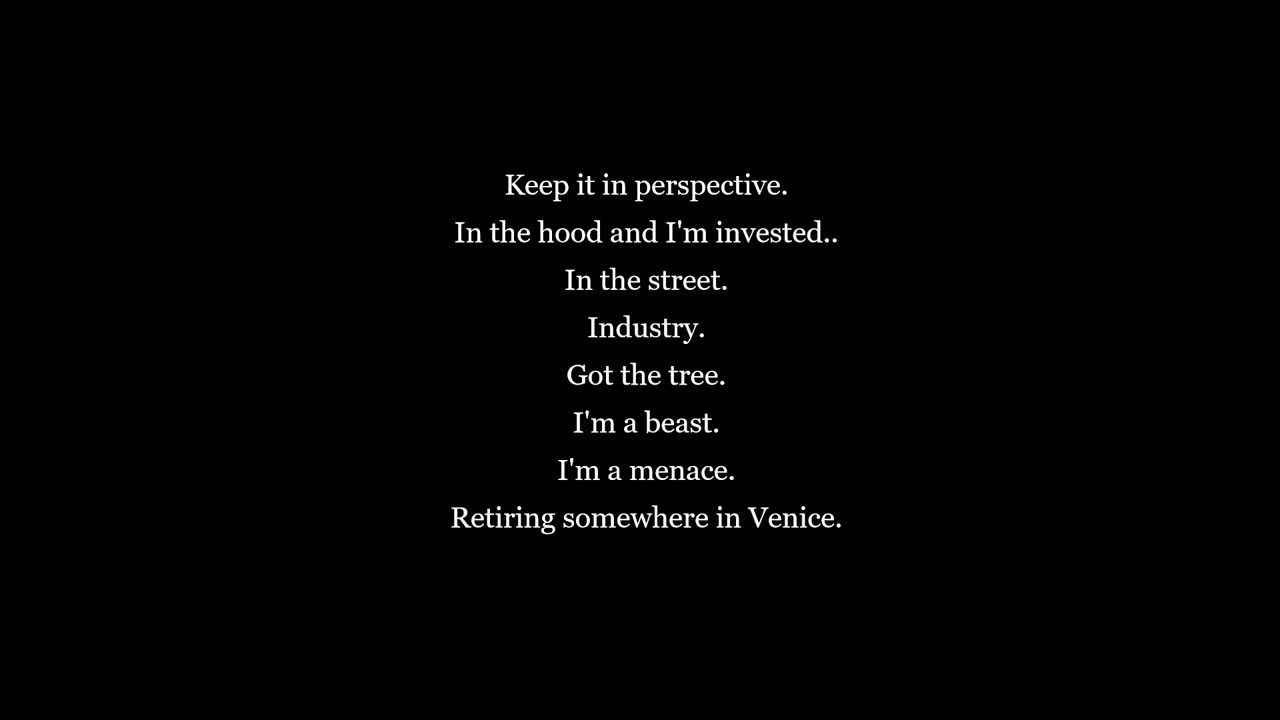 Keep it in perspective.
In the hood and I'm invested..
In the street.
Industry.
Got the tree.
I'm a beast.
I'm a menace.
Retiring somewhere in Venice.